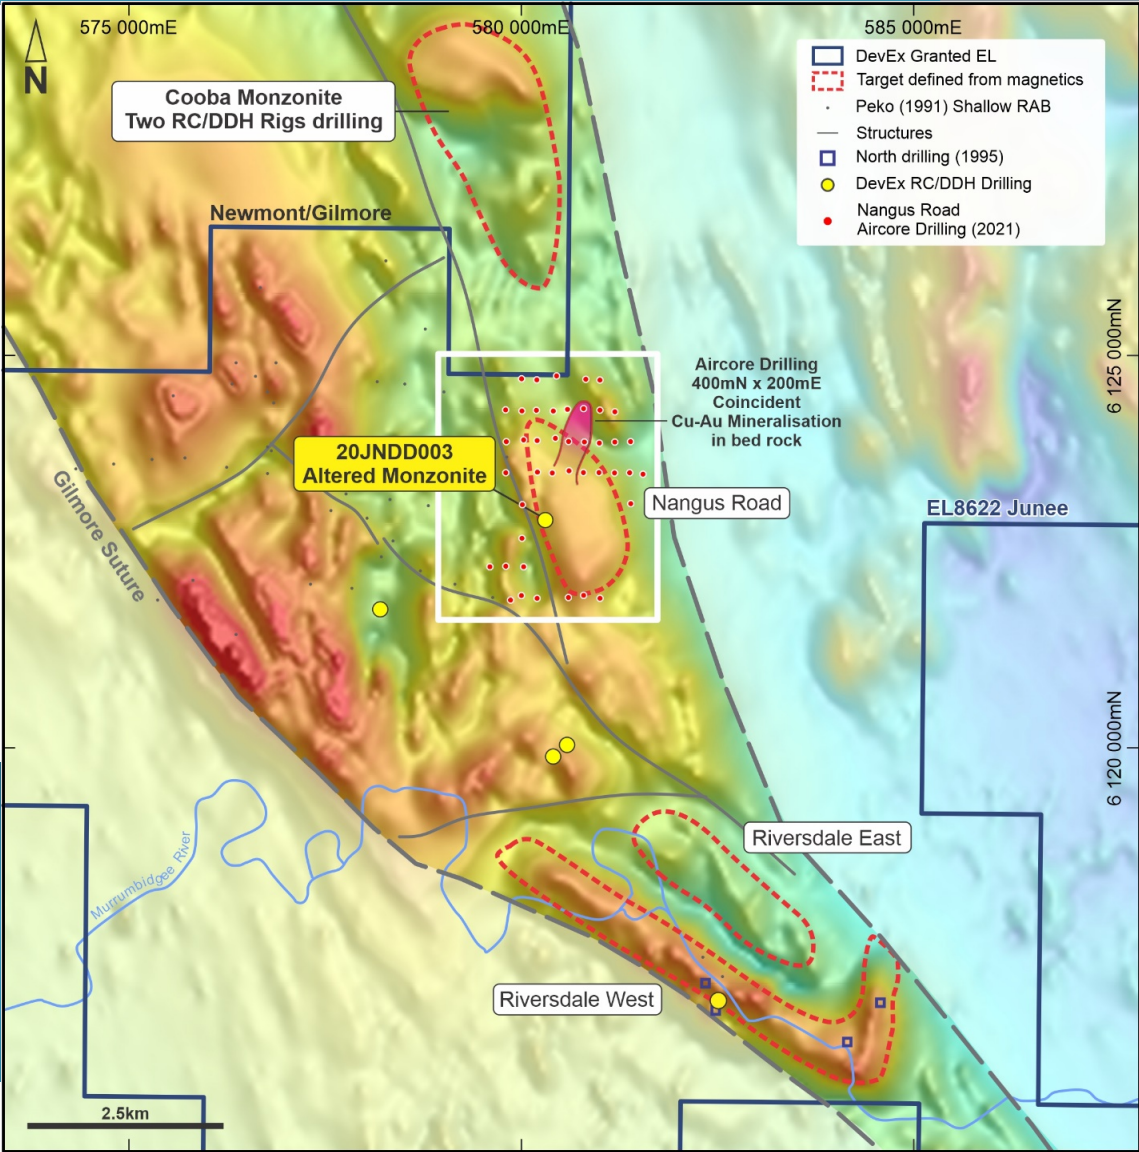 575 000mE
580 000mE
585 000mE
N
Cooba Monzonite
Two RC/DDH Rigs drilling
DevEx Granted EL
Target defined from magnetics
Peko (1991) Shallow RAB
Structures
North drilling (1995)
DevEx RC/DDH Drilling
Nangus Road
Aircore Drilling (2021)
Newmont/Gilmore
6 125 000mN
Aircore Drilling
400mN x 200mE
Coincident
Cu-Au Mineralisation
in bed rock
20JNDD003
Altered Monzonite
Nangus Road
EL8622 Junee
Gilmore Suture
6 120 000mN
Riversdale East
Murrumbidgee River
Riversdale West
2.5km